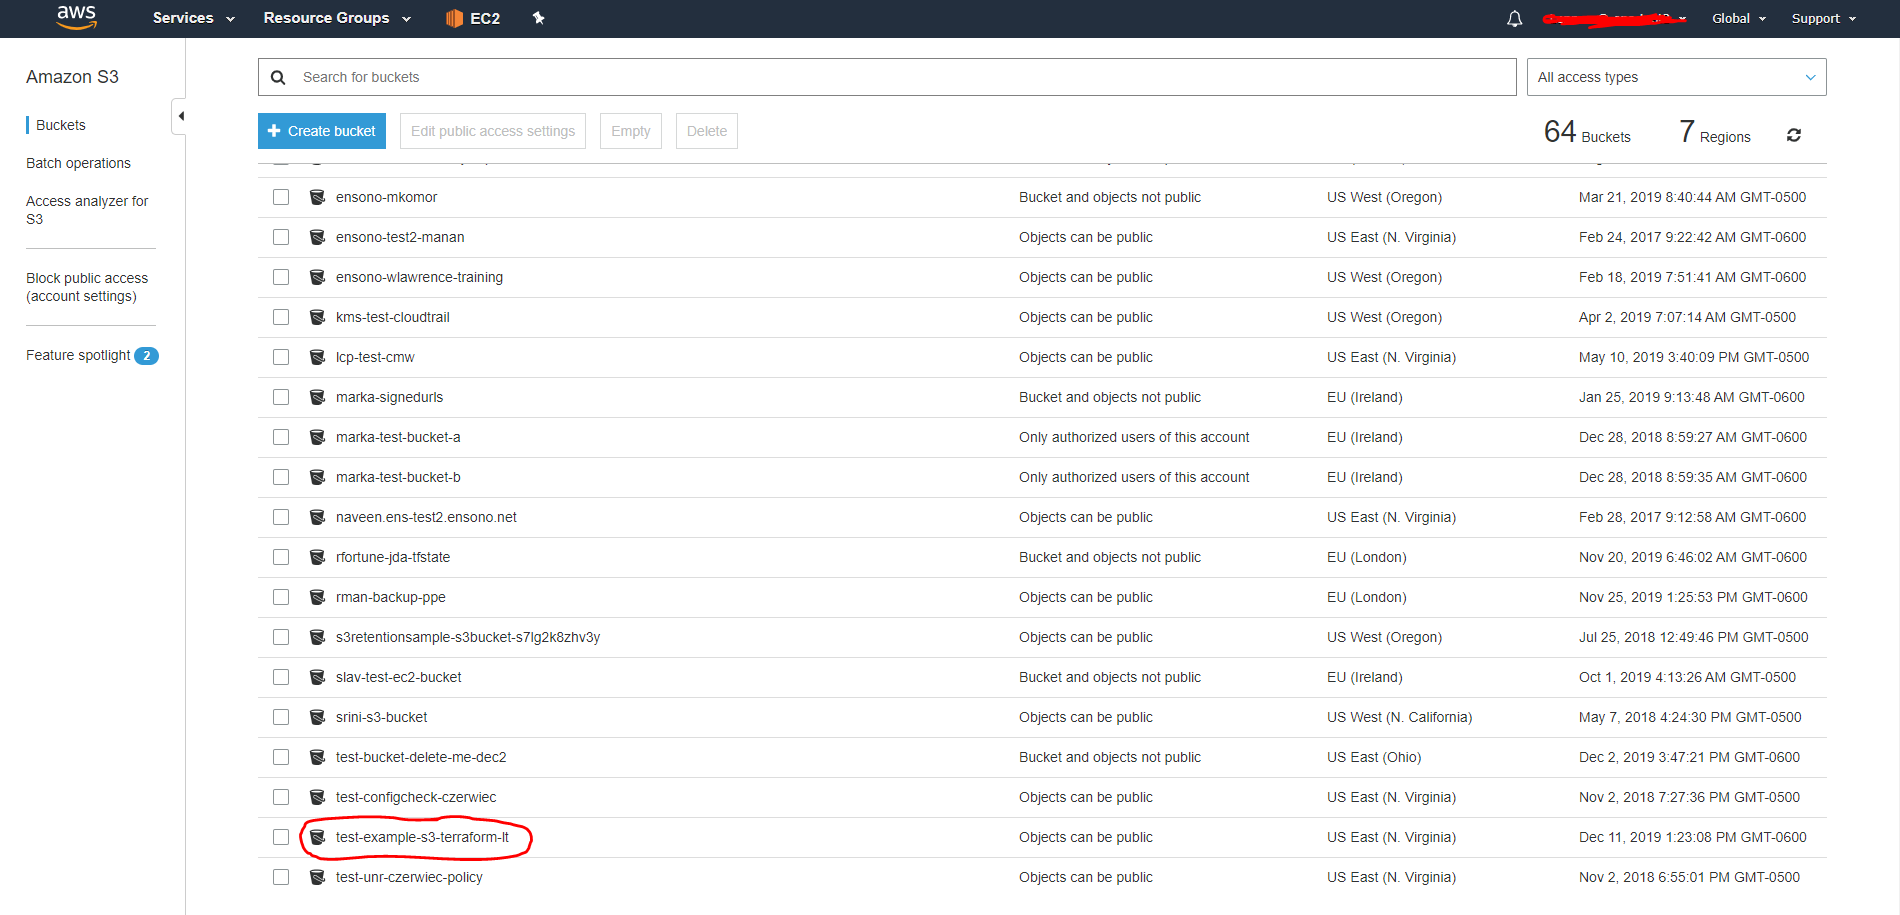 aws Services Resource Groups EC2 Global Support
Amazon S3
Buckets
Batch operations
Access analyzer for
S3
Block public access
(account settings)
Feature spotlight 2
Search for buckets All access types
Create bucket Edit public access settings Empty Delete 64 Buckets 7 Regions
ensono-mkomor Bucket and objects not public US West (Oregon) Mar 21, 2019 8:40:44 AM GMT-0500
ensono-test2-manan Objects can be public US East (N. Virginia) Feb 24, 2017 9:22:42 AM GMT-0600
ensono-wlawrence-training Objects can be public US West (Oregon) Feb 18, 2019 7:51:41 AM GMT-0600
kms-test-cloudtrail Objects can be public US West (Oregon) Apr 2, 2019 7:07:14 AM GMT-0500
lcp-test-cmw Objects can be public US East (N. Virginia) May 10, 2019 3:40:09 PM GMT-0500
marka-signedurls Bucket and objects not public EU (Ireland) Jan 25, 2019 9:13:48 AM GMT-0600
marka-test-bucket-a Only authorized users of this account EU (Ireland) Dec 28, 2018 8:59:27 AM GMT-0600
marka-test-bucket-b Only authorized users of this account EU (Ireland) Dec 28, 2018 8:59:35 AM GMT-0600
naveen.ens-test2.ensono.net Objects can be public US East (N. Virginia) Feb 28, 2017 9:12:58 AM GMT-0600
rfortune-jda-tfstate Bucket and objects not public EU (London) Nov 20, 2019 6:46:02 AM GMT-0600
rman-backup-ppe Objects can be public EU (London) Nov 25, 2019 1:25:53 PM GMT-0600
s3retentionsample-s3bucket-s7lg2k8zhv3y Objects can be public US West (Oregon) Jul 25, 2018 12:49:46 PM GMT-0500
slav-test-ec2-bucket Bucket and objects not public EU (Ireland) Oct 1, 2019 4:13:26 AM GMT-0500
srini-s3-bucket Objects can be public US West (N. California) May 7, 2018 4:24:30 PM GMT-0500
test-bucket-delete-me-dec2 Bucket and objects not public US East (Ohio) Dec 2, 2019 3:47:21 PM GMT-0600
test-configcheck-czerwiec Objects can be public US East (N. Virginia) Nov 2, 2018 7:27:36 PM GMT-0500
test-example-s3-terraform-lt Objects can be public US East (N. Virginia) Dec 11, 2019 1:23:08 PM GMT-0600
test-unr-czerwiec-policy Objects can be public US East (N. Virginia) Nov 2, 2018 6:55:01 PM GMT-0500